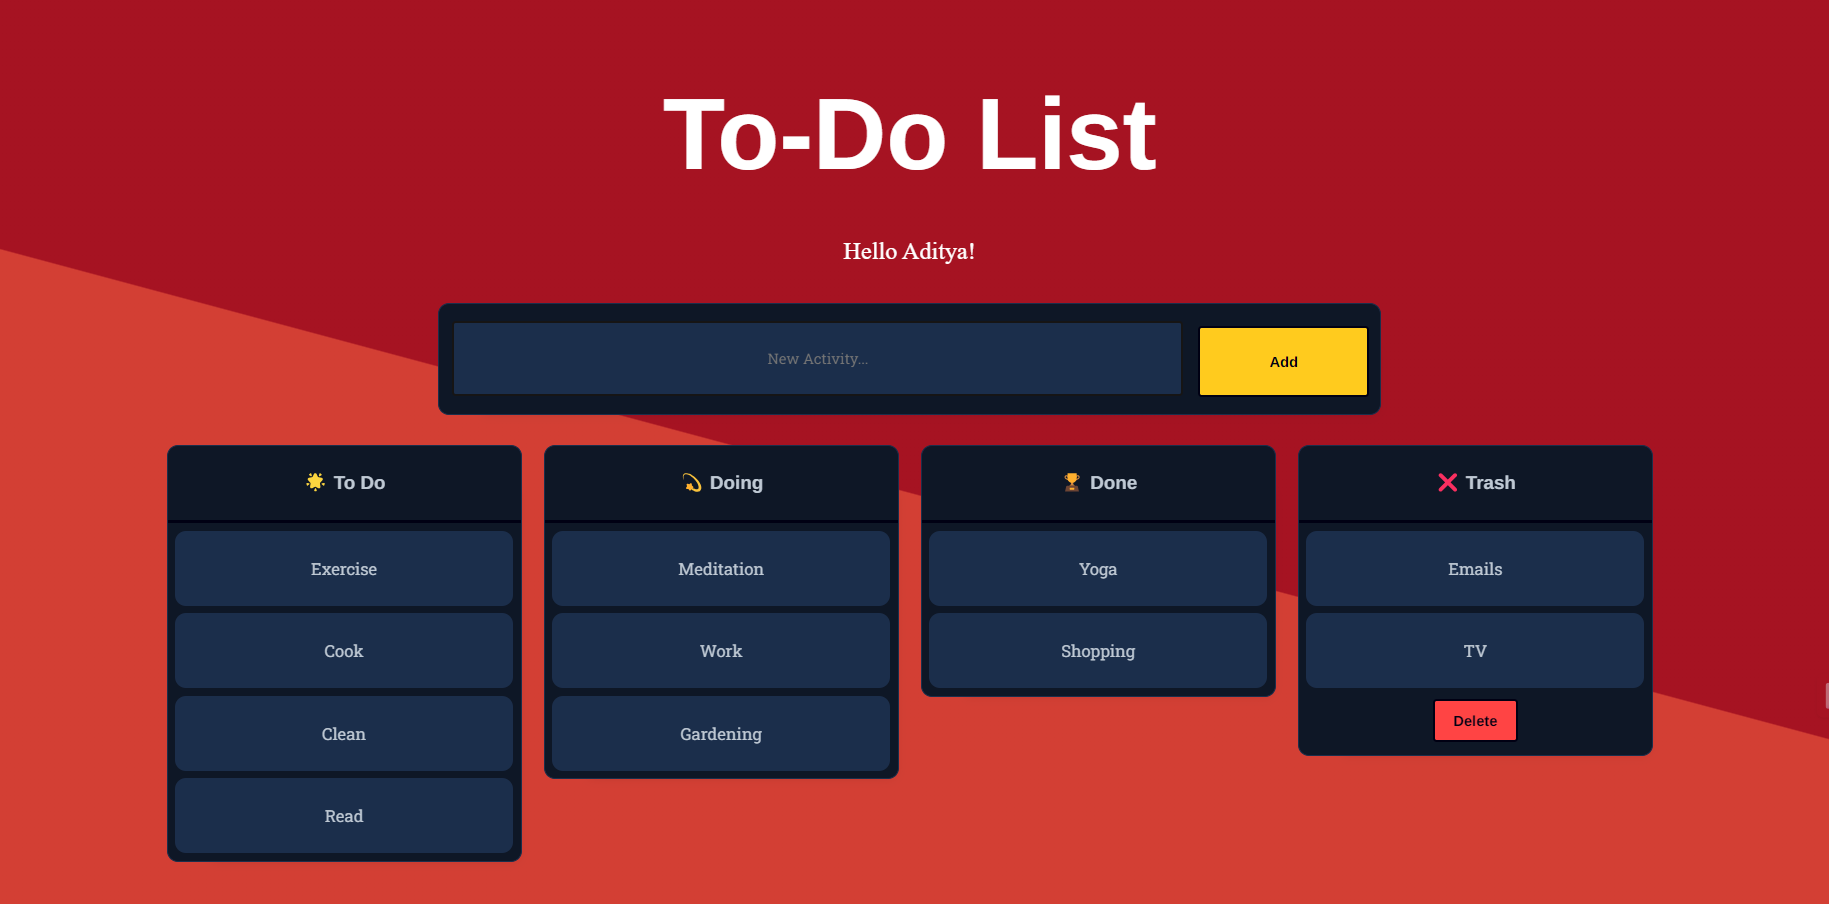 To-Do List
Hello Aditya!
New Activity...
Add
🌟 To Do
Exercise
Cook
Clean
Read
💫 Doing
Meditation
Work
Gardening
🏆 Done
Yoga
Shopping
❌ Trash
Emails
TV
Delete